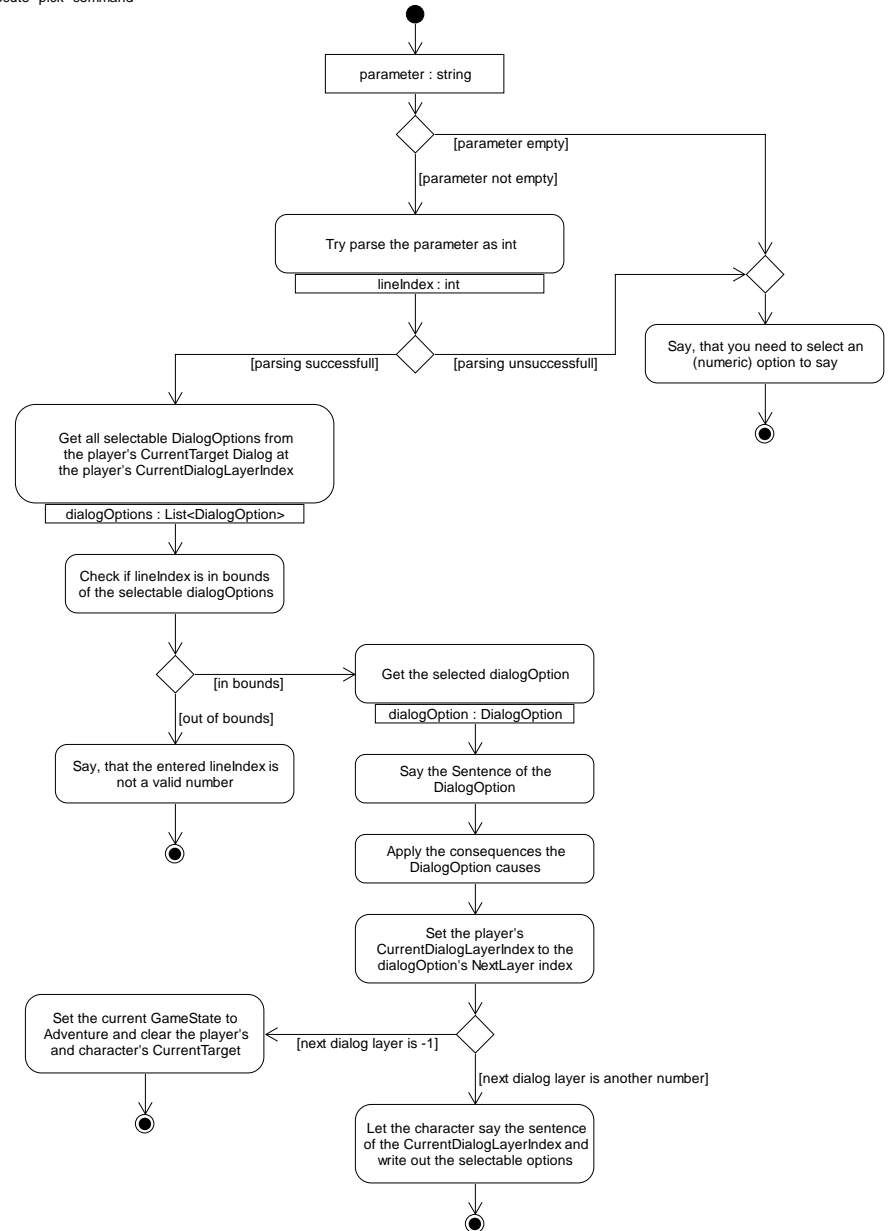 pick command
parameter : string
[parameter empty]
[parameter not empty]
Try parse the parameter as int
lineIndex : int
[parsing successfull]
[parsing unsuccessfull]
Say, that you need to select an
(numeric) option to say
Get all selectable DialogOptions from
the player's CurrentTarget Dialog at
the player's CurrentDialogLayerIndex
dialogOptions : List<DialogOption>
Check if lineIndex is in bounds
of the selectable dialogOptions
[in bounds]
[out of bounds]
Get the selected dialogOption
dialogOption : DialogOption
Say, that the entered lineIndex is
not a valid number
Say the Sentence of the
DialogOption
Apply the consequences the
DialogOption causes
Set the player's
CurrentDialogLayerIndex to the
dialogOption's NextLayer index
Set the current GameState to
Adventure and clear the player's
and character's CurrentTarget
[next dialog layer is -1]
[next dialog layer is another number]
Let the character say the sentence
of the CurrentDialogLayerIndex and
write out the selectable options